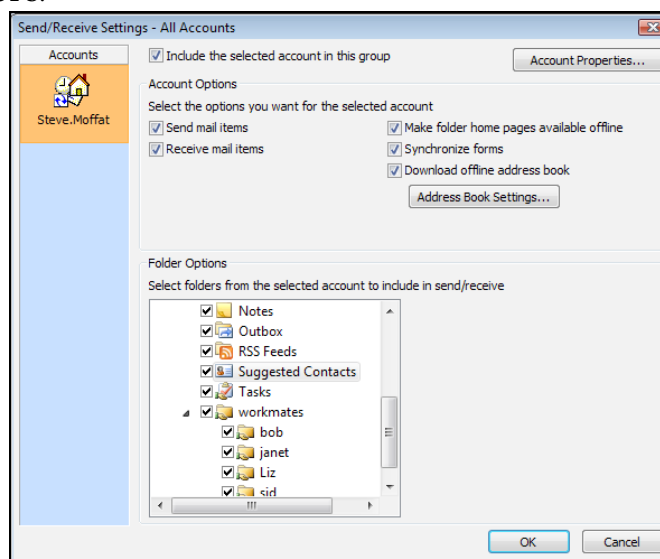 Send/Receive Settings - All Accounts
Accounts
Steve.Moffat
Include the selected account in this group
Account Properties...
Account Options
Select the options you want for the selected account
Send mail items
Make folder home pages available offline
Receive mail items
Synchronize forms
Download offline address book
Address Book Settings...
Folder Options
Select folders from the selected account to include in send/receive
Notes
Outbox
RSS Feeds
Suggested Contacts
Tasks
workmates
bob
janet
Liz
sid
OK
Cancel